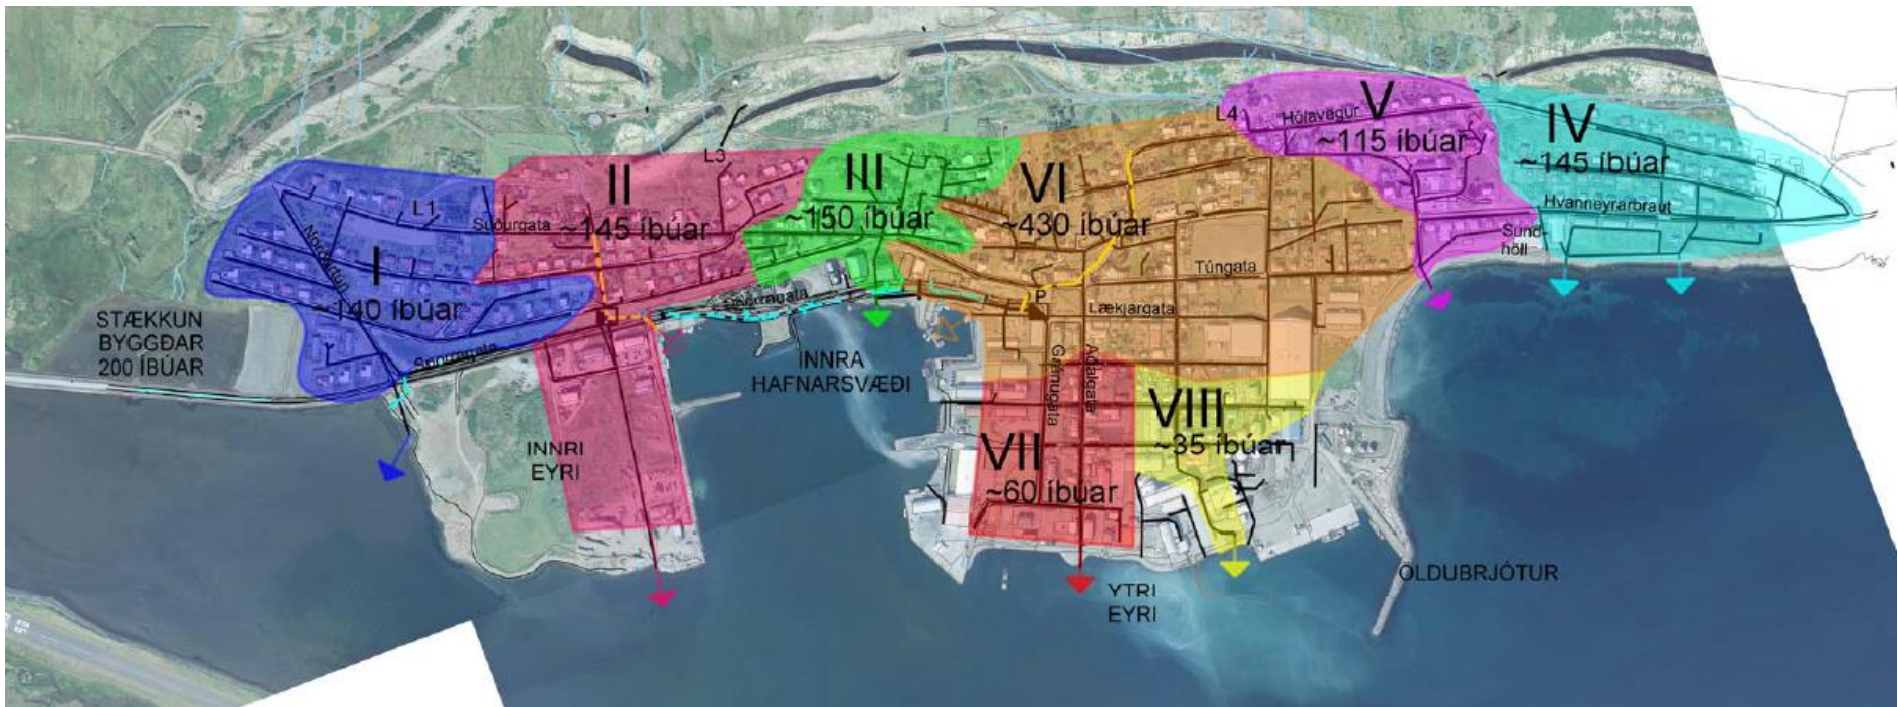 I
~140 íbúar
L1
Norðurtún
Snorragata
STÆKKUN
BYGGÐAR
200 ÍBÚAR
II
~145 íbúar
Suðurgata
L3
INNRI
EYRI
III
~150 íbúar
Snorragata
INNRA
HAFNARSVÆÐI
VI
~430 íbúar
P
Túngata
Lækjargata
Gránugata
Aðalgata
VII
~60 íbúar
VIII
~35 íbúar
YTRI
EYRI
ÖLDUBRJÓTUR
L4
Hólavegur
V
~115 íbúar
Sund-
höll
IV
~145 íbúar
Hvanneyrarbraut